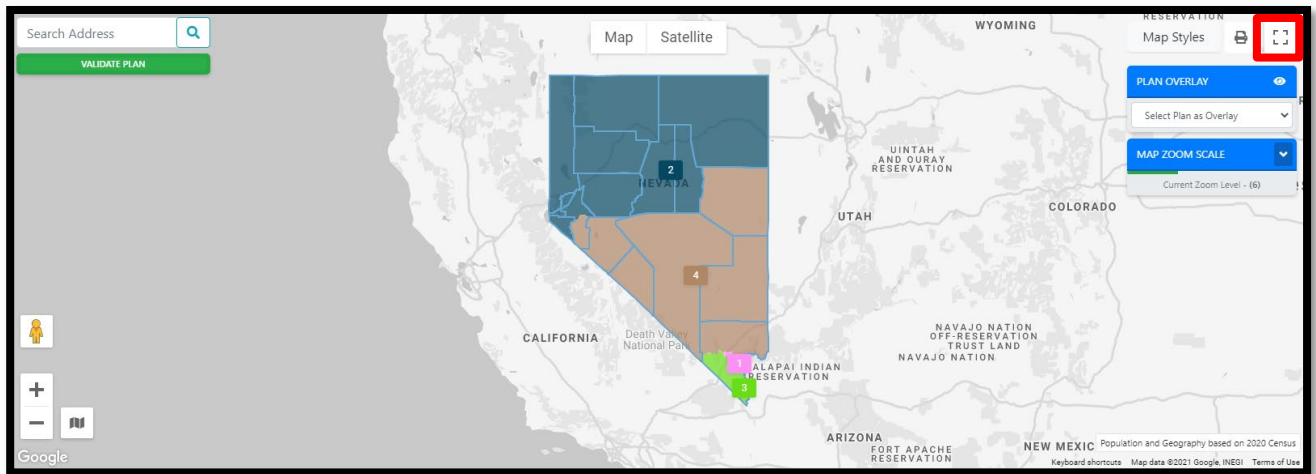 Search Address
VALIDATE PLAN
Map Satellite
WYOMING
RESERVATION
Map Styles
PLAN OVERLAY
Select Plan as Overlay
MAP ZOOM SCALE
Current Zoom Level - (6)
UINTAH
AND OURAY
RESERVATION
2
NEVADA
COLORADO
UTAH
4
CALIFORNIA
Death Valley
National Park
NAVAJO NATION
OFF-RESERVATION
TRUST LAND
NAVAJO NATION
1
ALAPAI INDIAN
RESERVATION
3
ARIZONA
FORT APACHE
RESERVATION
NEW MEXIC
Population and Geography based on 2020 Census
Google
Keyboard shortcuts Map data ©2021 Google, INEGI Terms of Use